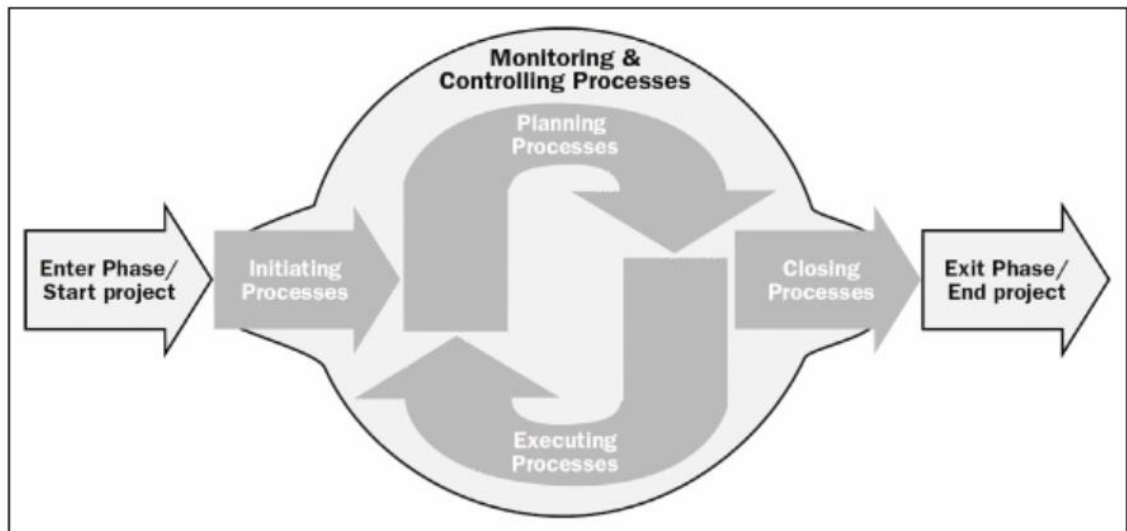 Monitoring &
Controlling Processes
Planning
Processes
Enter Phase/
Start project
Initiating
Processes
Closing
Processes
Exit Phase/
End project
Executing
Processes